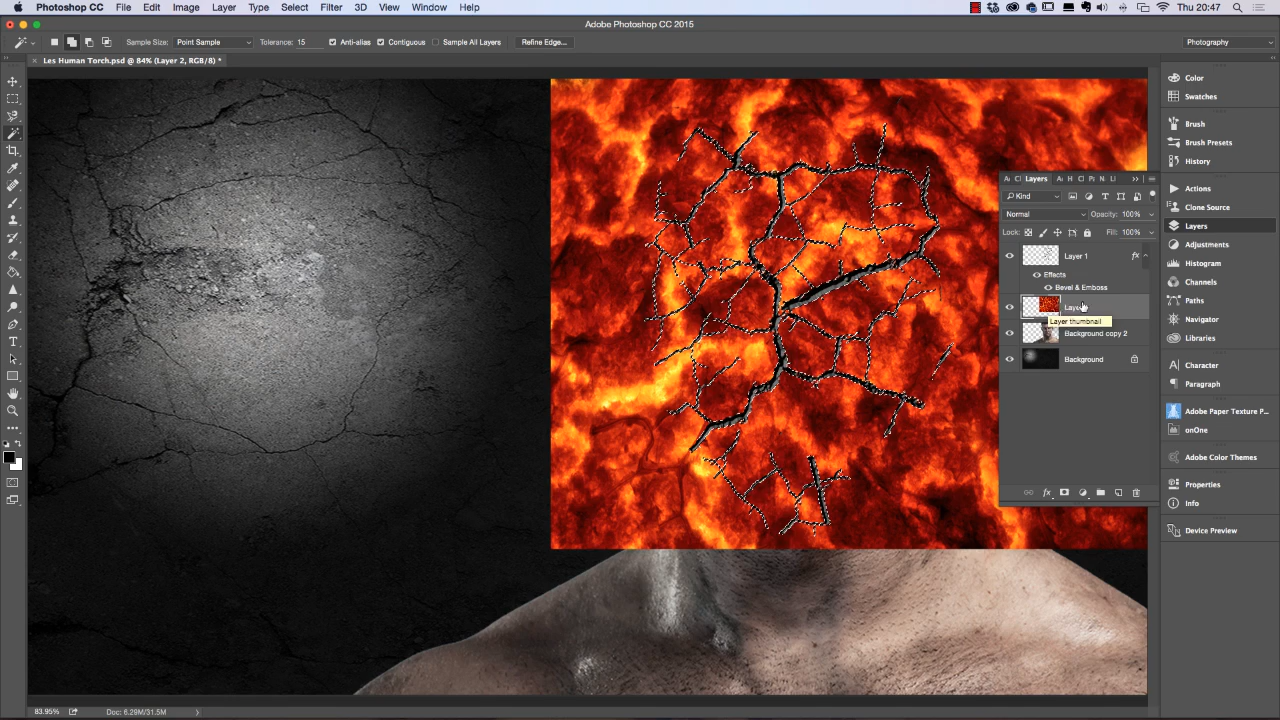 Photoshop CC File Edit Image Layer Type Select Filter 3D View Window Help Thu 20:47
Adobe Photoshop CC 2015
Sample Size: Point Sample Tolerance: 15 Anti-alias Contiguous Sample All Layers Refine Edge... Photography
Les Human Torch.psd @ 84% (Layer 2, RGB/8) *
Color
Swatches
Brush
Brush Presets
History
Actions
Clone Source
Layers
Adjustments
Histogram
Channels
Paths
Navigator
Libraries
Character
Paragraph
Adobe Paper Texture P...
onOne
Adobe Color Themes
Properties
Info
Device Preview
Layers H N Li
Kind
Normal Opacity: 100%
Lock: Fill: 100%
Layer 1 fx
Effects
Bevel & Emboss
Laye
Layer thumbnail
Background copy 2
Background
fx
83.95% Doc: 6.29M/31.5M